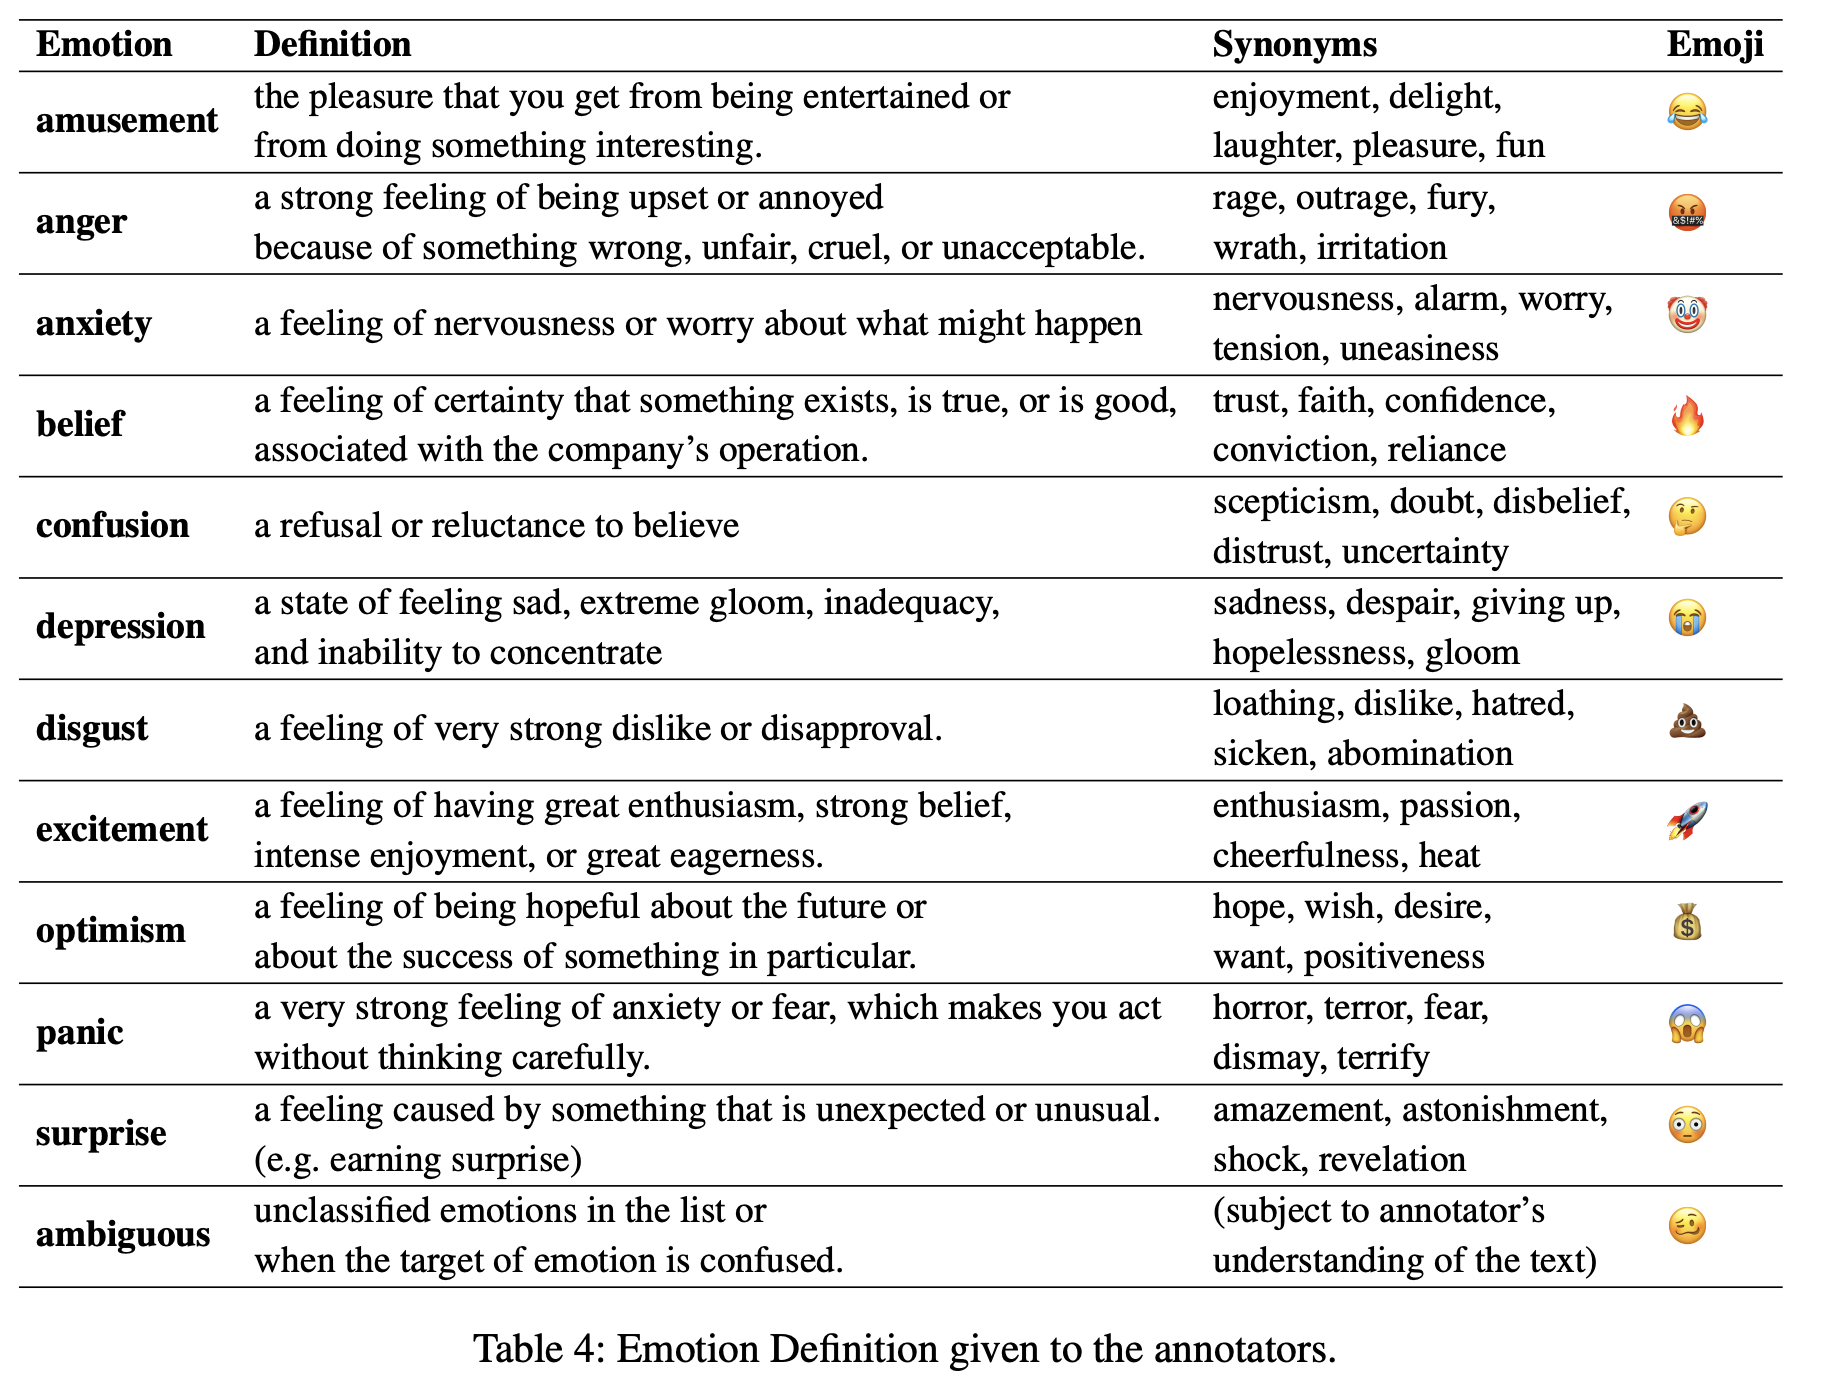 Emotion Definition Synonyms Emoji
amusement the pleasure that you get from being entertained or enjoyment, delight, 😂
from doing something interesting. laughter, pleasure, fun
anger a strong feeling of being upset or annoyed rage, outrage, fury, 🤬
because of something wrong, unfair, cruel, or unacceptable. wrath, irritation
anxiety a feeling of nervousness or worry about what might happen nervousness, alarm, worry, 🤡
tension, uneasiness
belief a feeling of certainty that something exists, is true, or is good, trust, faith, confidence, 🔥
associated with the company’s operation. conviction, reliance
confusion a refusal or reluctance to believe scepticism, doubt, disbelief, 🤔
distrust, uncertainty
depression a state of feeling sad, extreme gloom, inadequacy, sadness, despair, giving up, 😭
and inability to concentrate hopelessness, gloom
disgust a feeling of very strong dislike or disapproval. loathing, dislike, hatred, 💩
sicken, abomination
excitement a feeling of having great enthusiasm, strong belief, enthusiasm, passion, 🚀
intense enjoyment, or great eagerness. cheerfulness, heat
optimism a feeling of being hopeful about the future or hope, wish, desire, 💰
about the success of something in particular. want, positiveness
panic a very strong feeling of anxiety or fear, which makes you act horror, terror, fear, 😱
without thinking carefully. dismay, terrify
surprise a feeling caused by something that is unexpected or unusual. amazement, astonishment, 😳
(e.g. earning surprise) shock, revelation
ambiguous unclassified emotions in the list or (subject to annotator’s 🥴
when the target of emotion is confused. understanding of the text)
Table 4: Emotion Definition given to the annotators.